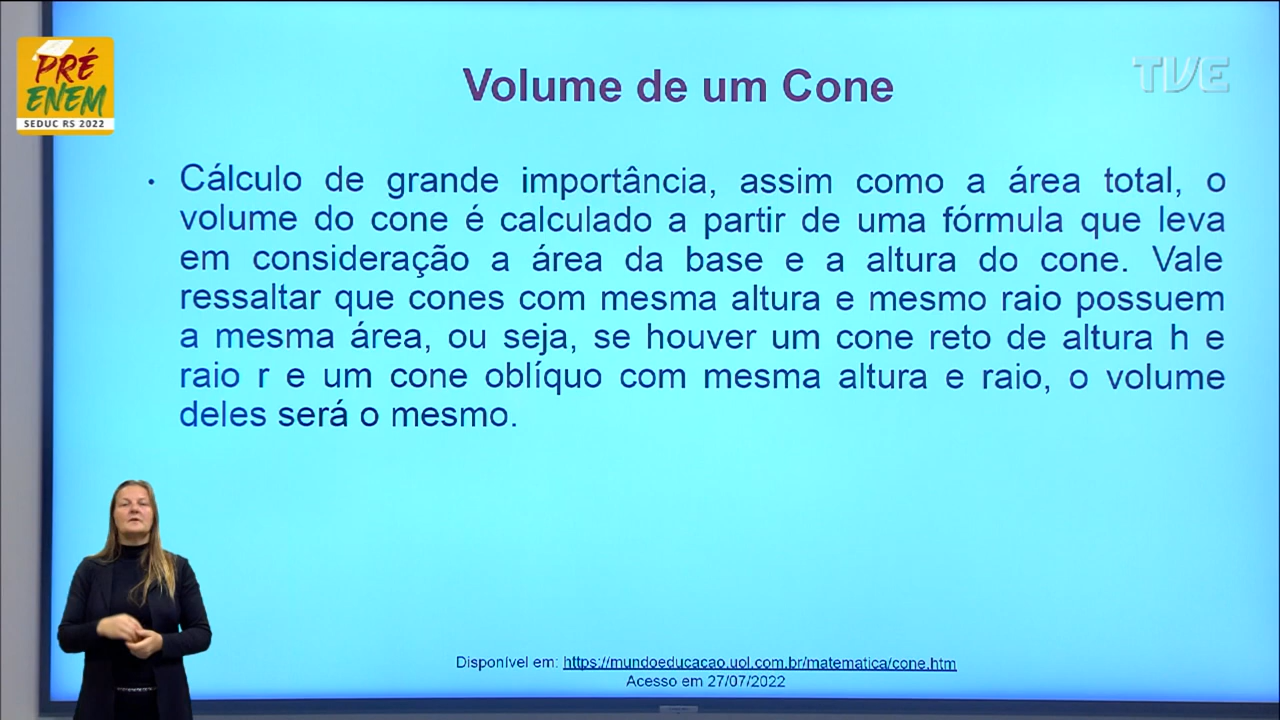 PRÉ
ENEM
SEDUC RS 2022
TVE
Volume de um Cone
• Cálculo de grande importância, assim como a área total, o
volume do cone é calculado a partir de uma fórmula que leva
em consideração a área da base e a altura do cone. Vale
ressaltar que cones com mesma altura e mesmo raio possuem
a mesma área, ou seja, se houver um cone reto de altura h e
raio r e um cone oblíquo com mesma altura e raio, o volume
deles será o mesmo.
Disponível em: https://mundoeducacao.uol.com.br/matematica/cone.htm
Acesso em 27/07/2022